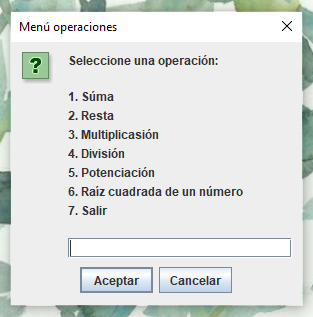 Menú operaciones
Seleccione una operación:
1. Súma
2. Resta
3. Multiplicasión
4. División
5. Potenciación
6. Raíz cuadrada de un número
7. Salir
Aceptar
Cancelar